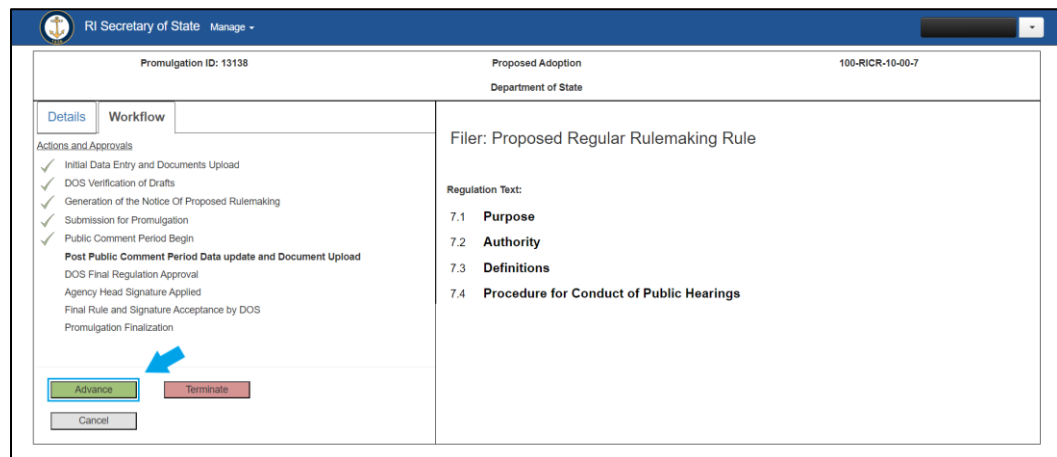 RI Secretary of State Manage
Promulgation ID: 13138 Proposed Adoption 100-RICR-10-00-7
Department of State
Details Workflow
Actions and Approvals
Initial Data Entry and Documents Upload
DOS Verification of Drafts
Generation of the Notice Of Proposed Rulemaking
Submission for Promulgation
Public Comment Period Begin
Post Public Comment Period Data update and Document Upload
DOS Final Regulation Approval
Agency Head Signature Applied
Final Rule and Signature Acceptance by DOS
Promulgation Finalization
Advance Terminate
Cancel
Filer: Proposed Regular Rulemaking Rule
Regulation Text:
7.1 Purpose
7.2 Authority
7.3 Definitions
7.4 Procedure for Conduct of Public Hearings